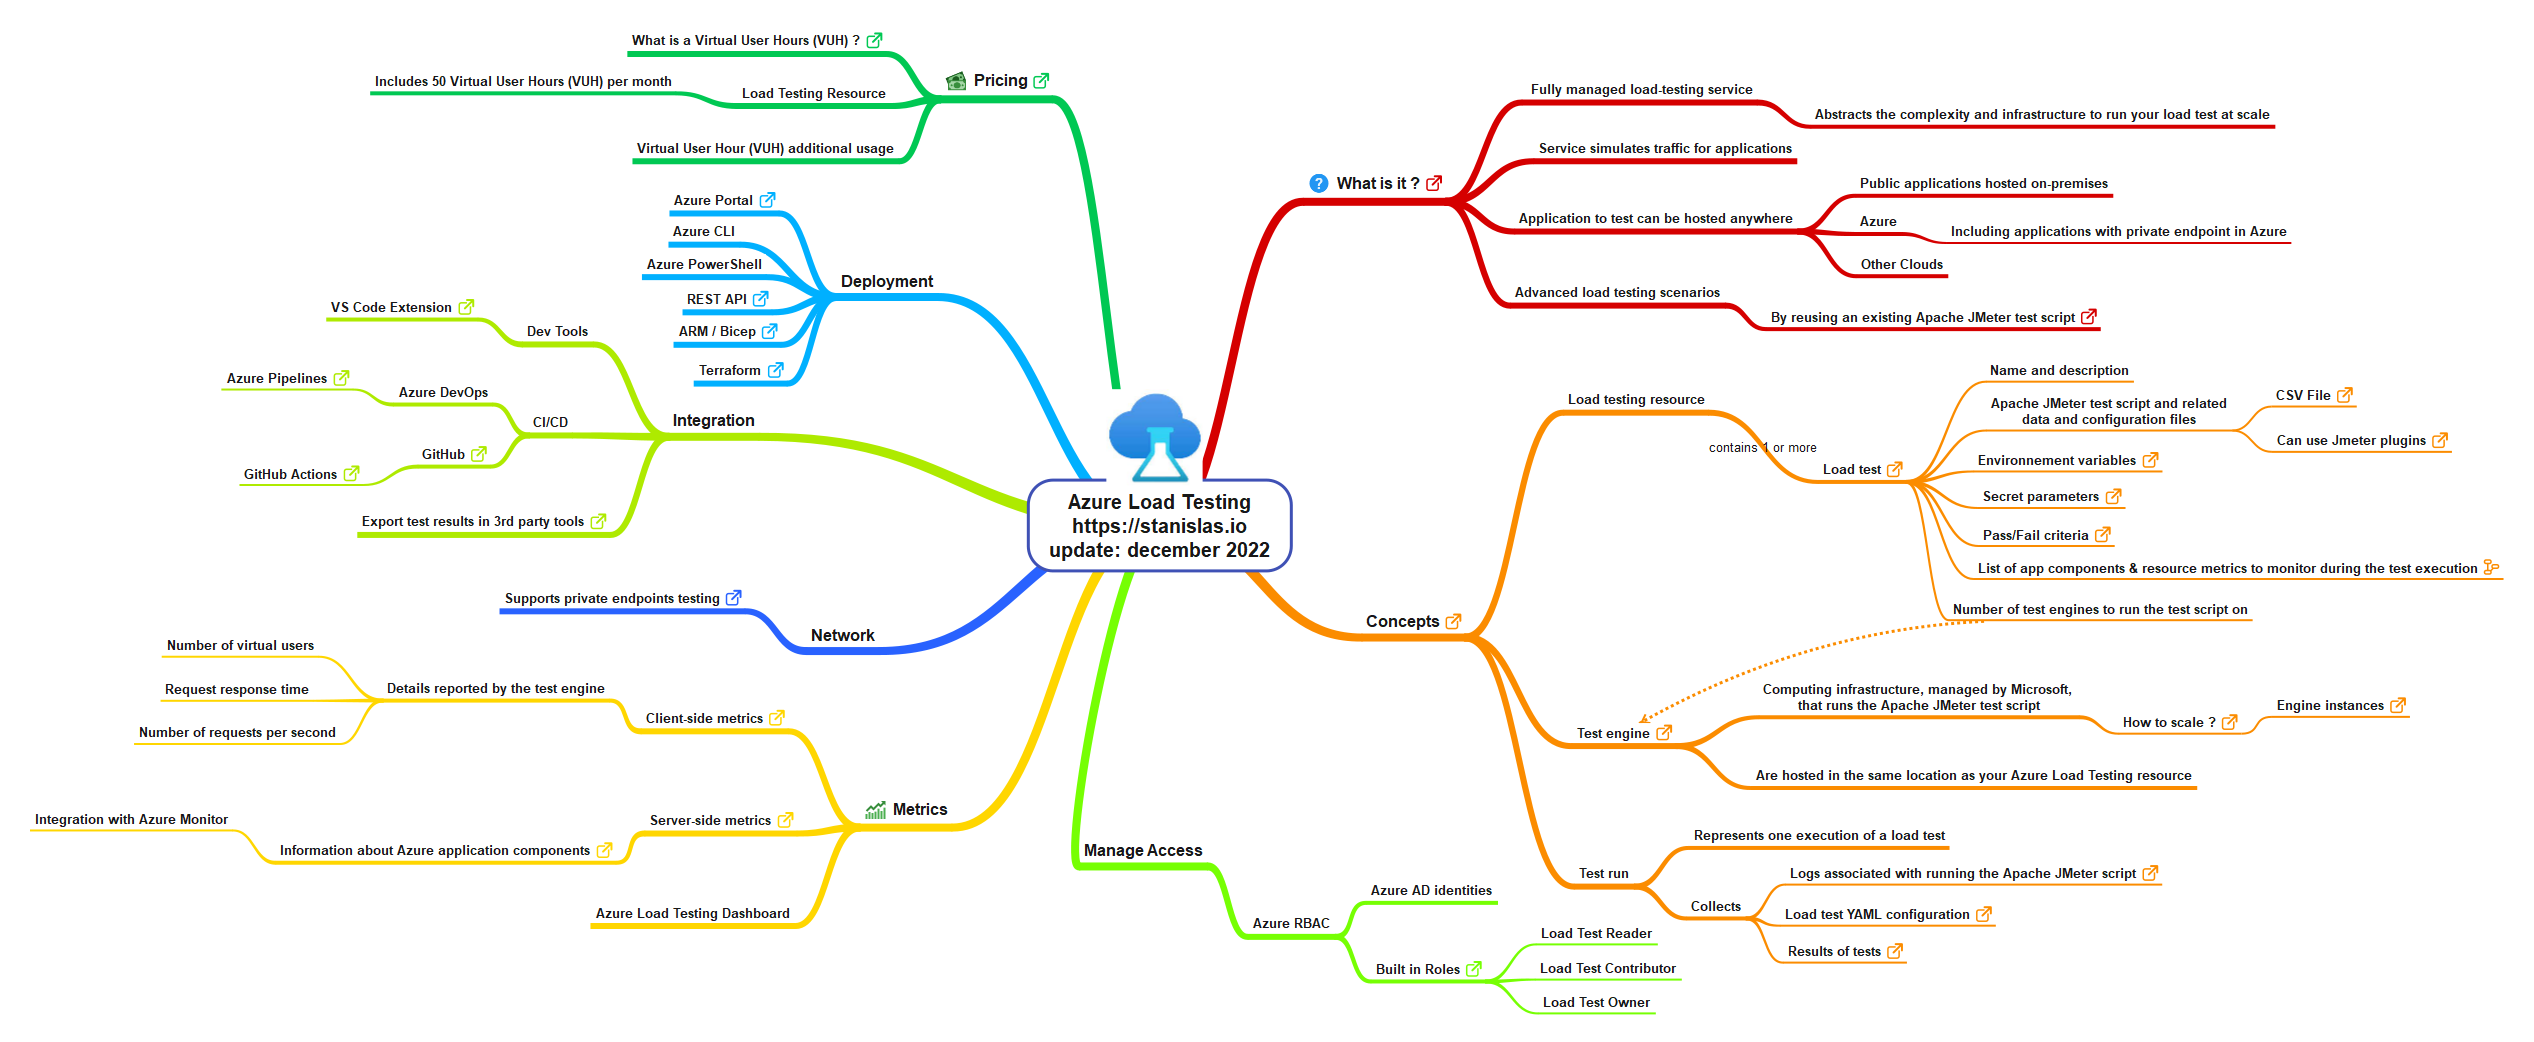 Azure Load Testing
https://stanislas.io
update: december 2022
What is it ?
Fully managed load-testing service
Abstracts the complexity and infrastructure to run your load test at scale
Service simulates traffic for applications
Application to test can be hosted anywhere
Public applications hosted on-premises
Azure
Including applications with private endpoint in Azure
Other Clouds
Advanced load testing scenarios
By reusing an existing Apache JMeter test script
Concepts
Load testing resource
contains 1 or more
Load test
Name and description
Apache JMeter test script and related
data and configuration files
CSV File
Can use Jmeter plugins
Environnement variables
Secret parameters
Pass/Fail criteria
List of app components & resource metrics to monitor during the test execution
Number of test engines to run the test script on
Test engine
Computing infrastructure, managed by Microsoft,
that runs the Apache JMeter test script
How to scale ?
Engine instances
Are hosted in the same location as your Azure Load Testing resource
Test run
Represents one execution of a load test
Collects
Logs associated with running the Apache JMeter script
Load test YAML configuration
Results of tests
Manage Access
Azure RBAC
Azure AD identities
Built in Roles
Load Test Reader
Load Test Contributor
Load Test Owner
Pricing
What is a Virtual User Hours (VUH) ?
Load Testing Resource
Includes 50 Virtual User Hours (VUH) per month
Virtual User Hour (VUH) additional usage
Deployment
Azure Portal
Azure CLI
Azure PowerShell
REST API
ARM / Bicep
Terraform
Integration
Dev Tools
VS Code Extension
CI/CD
Azure DevOps
Azure Pipelines
GitHub
GitHub Actions
Export test results in 3rd party tools
Network
Supports private endpoints testing
Metrics
Client-side metrics
Details reported by the test engine
Number of virtual users
Request response time
Number of requests per second
Server-side metrics
Information about Azure application components
Integration with Azure Monitor
Azure Load Testing Dashboard